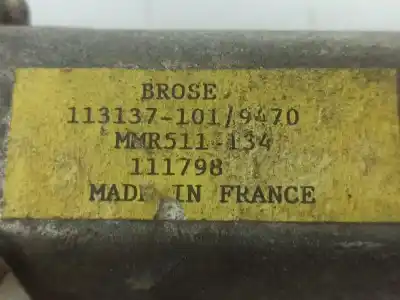 BROSE
113137-101/9470
MMR511-134
111798
MADE IN FRANCE